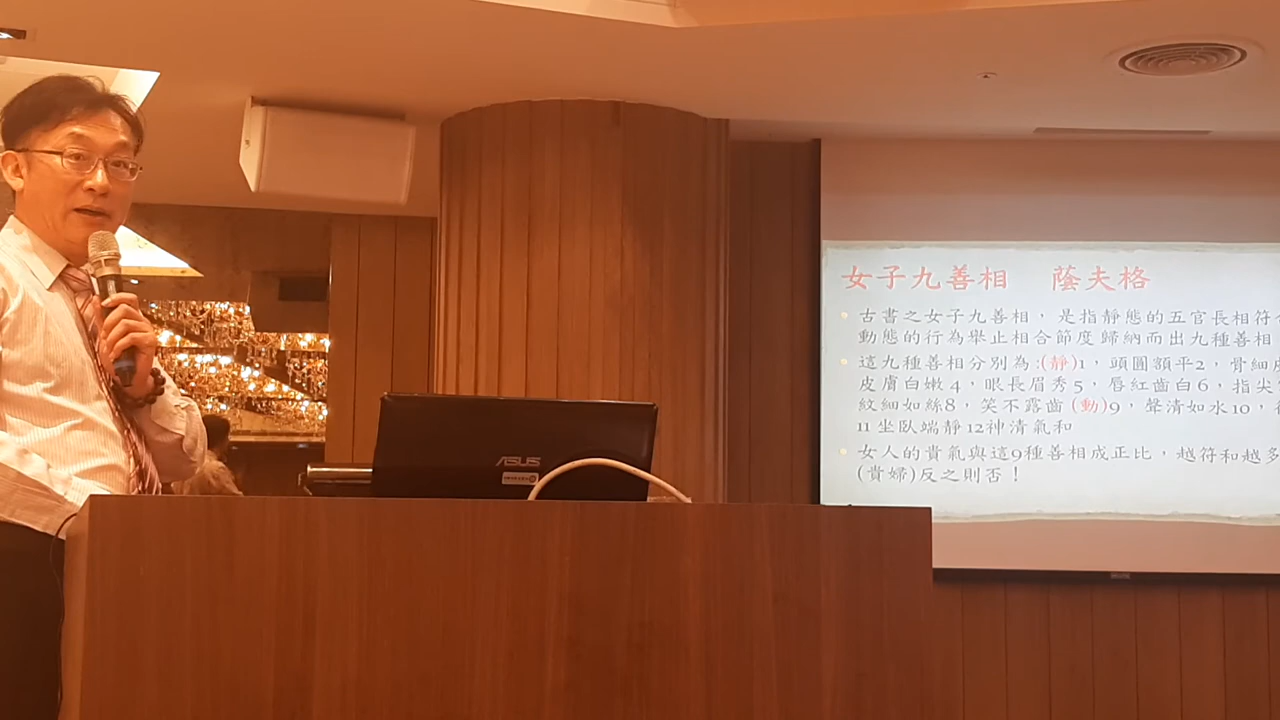 女子九善相 蔭夫格
古書之女子九善相，是指靜態的五官長相符合
動態的行為舉止相合節度歸納而出九種善相
這九種善相分別為:(靜)1，頭圓額平2，骨細
皮膚白嫩4，眼長眉秀5，唇紅齒白6，指尖
紋細如絲8，笑不露齒(動)9，聲清如水10，
11坐臥端靜12神清氣和
女人的貴氣與這9種善相成正比，越符和越多
(貴婦)反之則否！
ASUS